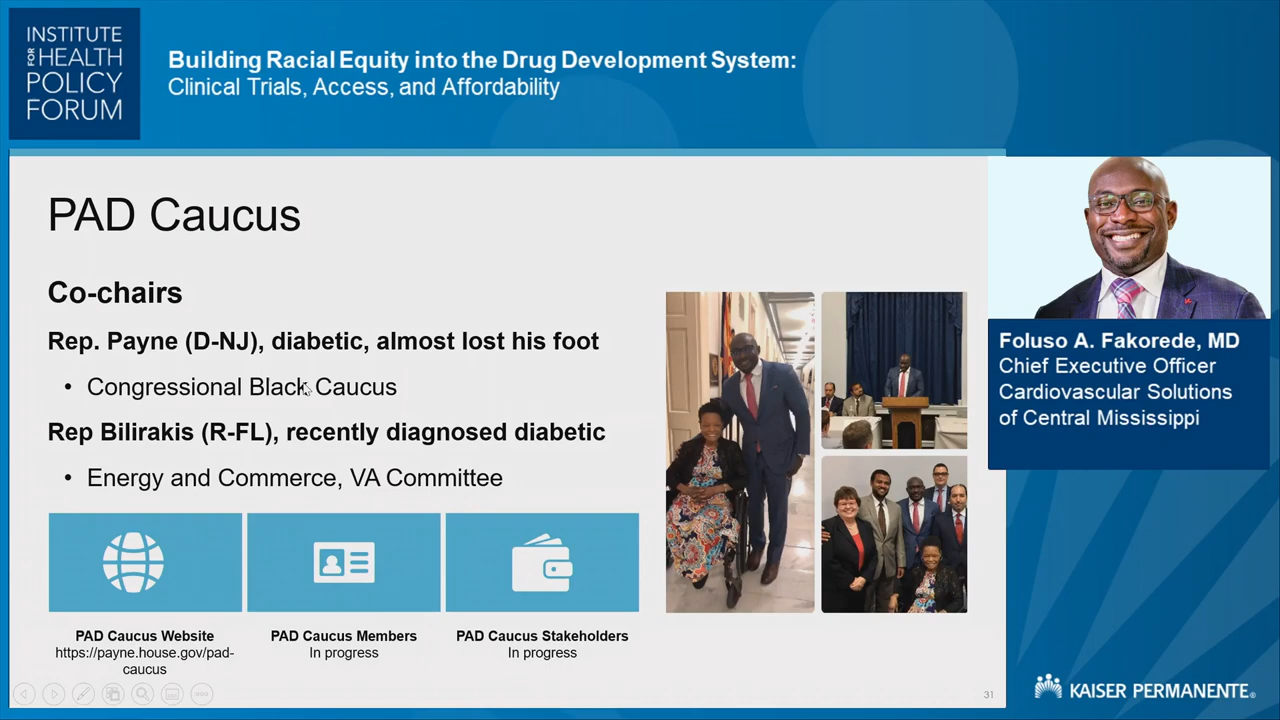 INSTITUTE
FOR HEALTH
POLICY
FORUM
Building Racial Equity into the Drug Development System:
Clinical Trials, Access, and Affordability
PAD Caucus
Co-chairs
Rep. Payne (D-NJ), diabetic, almost lost his foot
• Congressional Black Caucus
Rep Bilirakis (R-FL), recently diagnosed diabetic
• Energy and Commerce, VA Committee
PAD Caucus Website
https://payne.house.gov/pad-
caucus
PAD Caucus Members
In progress
PAD Caucus Stakeholders
In progress
31
Foluso A. Fakorede, MD
Chief Executive Officer
Cardiovascular Solutions
of Central Mississippi
KAISER PERMANENTE®